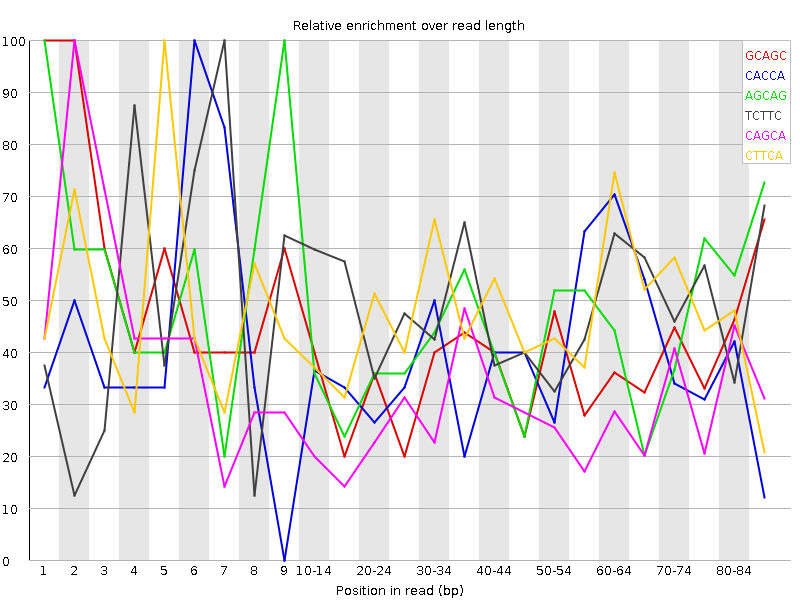 Relative enrichment over read length
100
90
80
70
60
50
40
30
20
10
0
GCAGC
CACCA
AGCAG
TCTTC
CAGCA
CTTCA
1 2 3 4 5 6 7 8 9 10-14 20-24 30-34 40-44 50-54 60-64 70-74 80-84
Position in read (bp)